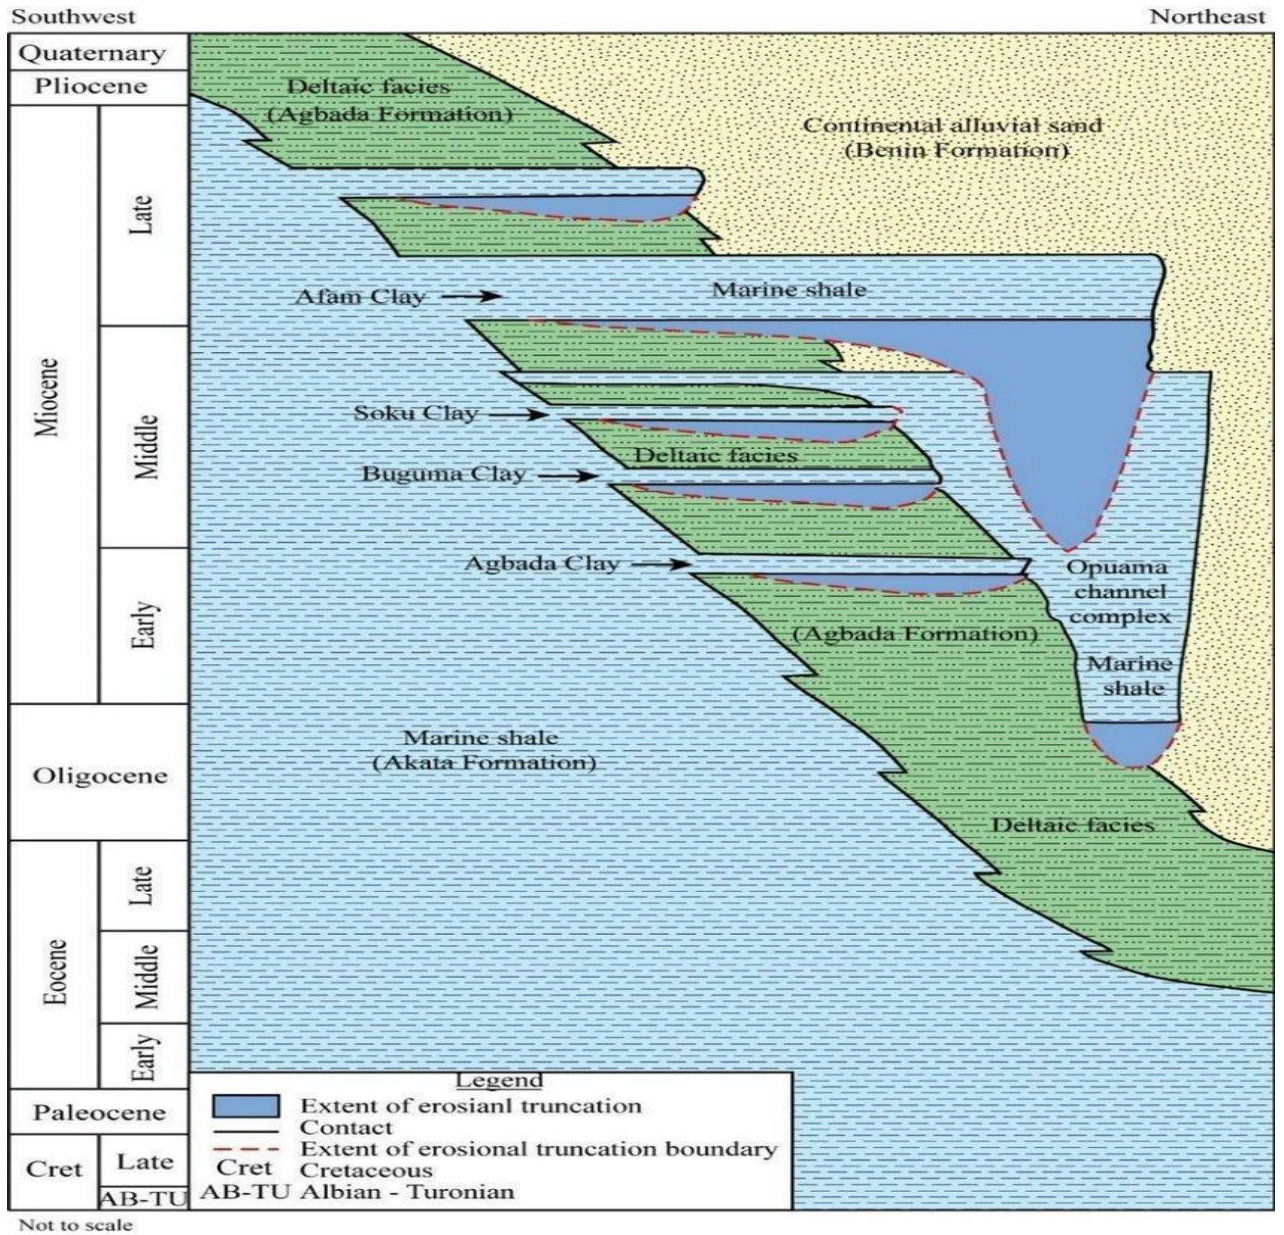 Southwest
Northeast
Quaternary
Pliocene
Miocene
Late
Middle
Early
Oligocene
Eocene
Late
Middle
Early
Paleocene
Cret
Late
AB-TU
Deltaic facies
(Agbada Formation)
Continental alluvial sand
(Benin Formation)
Afam Clay
Marine shale
Soku Clay
Deltaic facies
Buguma Clay
Agbada Clay
Opuama
channel
complex
(Agbada Formation)
Marine
shale
Marine shale
(Akata Formation)
Deltaic facies
Legend
Extent of erosianl truncation
Contact
Extent of erosional truncation boundary
Cret Cretaceous
AB-TU Albian - Turonian
Not to scale